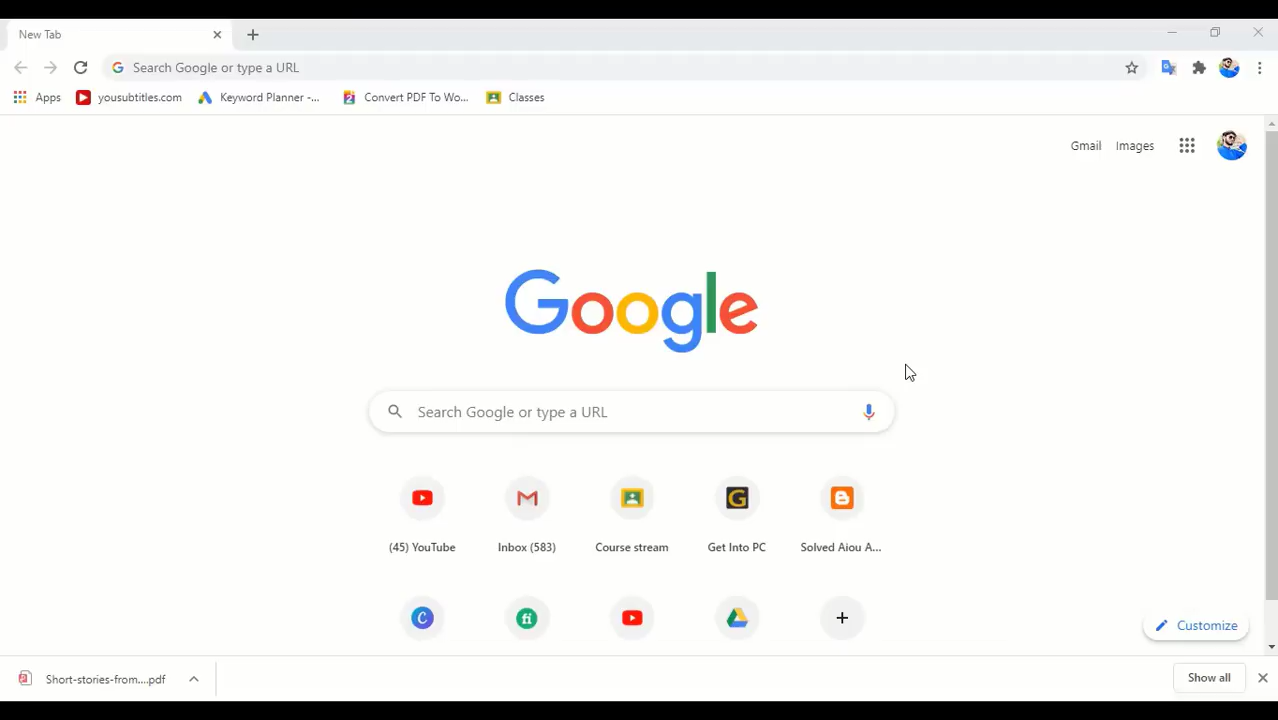 New Tab
Search Google or type a URL
Apps yousubtitles.com Keyword Planner -... Convert PDF To Wo... Classes
Gmail Images
Google
Search Google or type a URL
(45) YouTube Inbox (583) Course stream Get Into PC Solved Aiou A...
Customize
Short-stories-from....pdf Show all